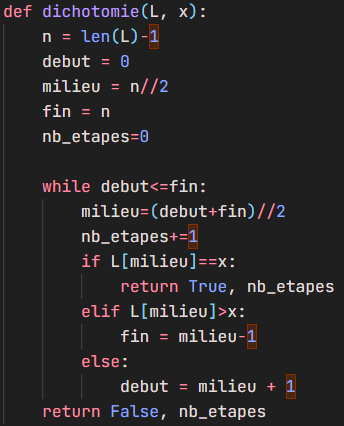 def dichotomie(L, x):
    n = len(L)-1
    debut = 0
    milieu = n//2
    fin = n
    nb_etapes=0

    while debut<=fin:
        milieu=(debut+fin)//2
        nb_etapes+=1
        if L[milieu]==x:
            return True, nb_etapes
        elif L[milieu]>x:
            fin = milieu-1
        else:
            debut = milieu + 1
    return False, nb_etapes